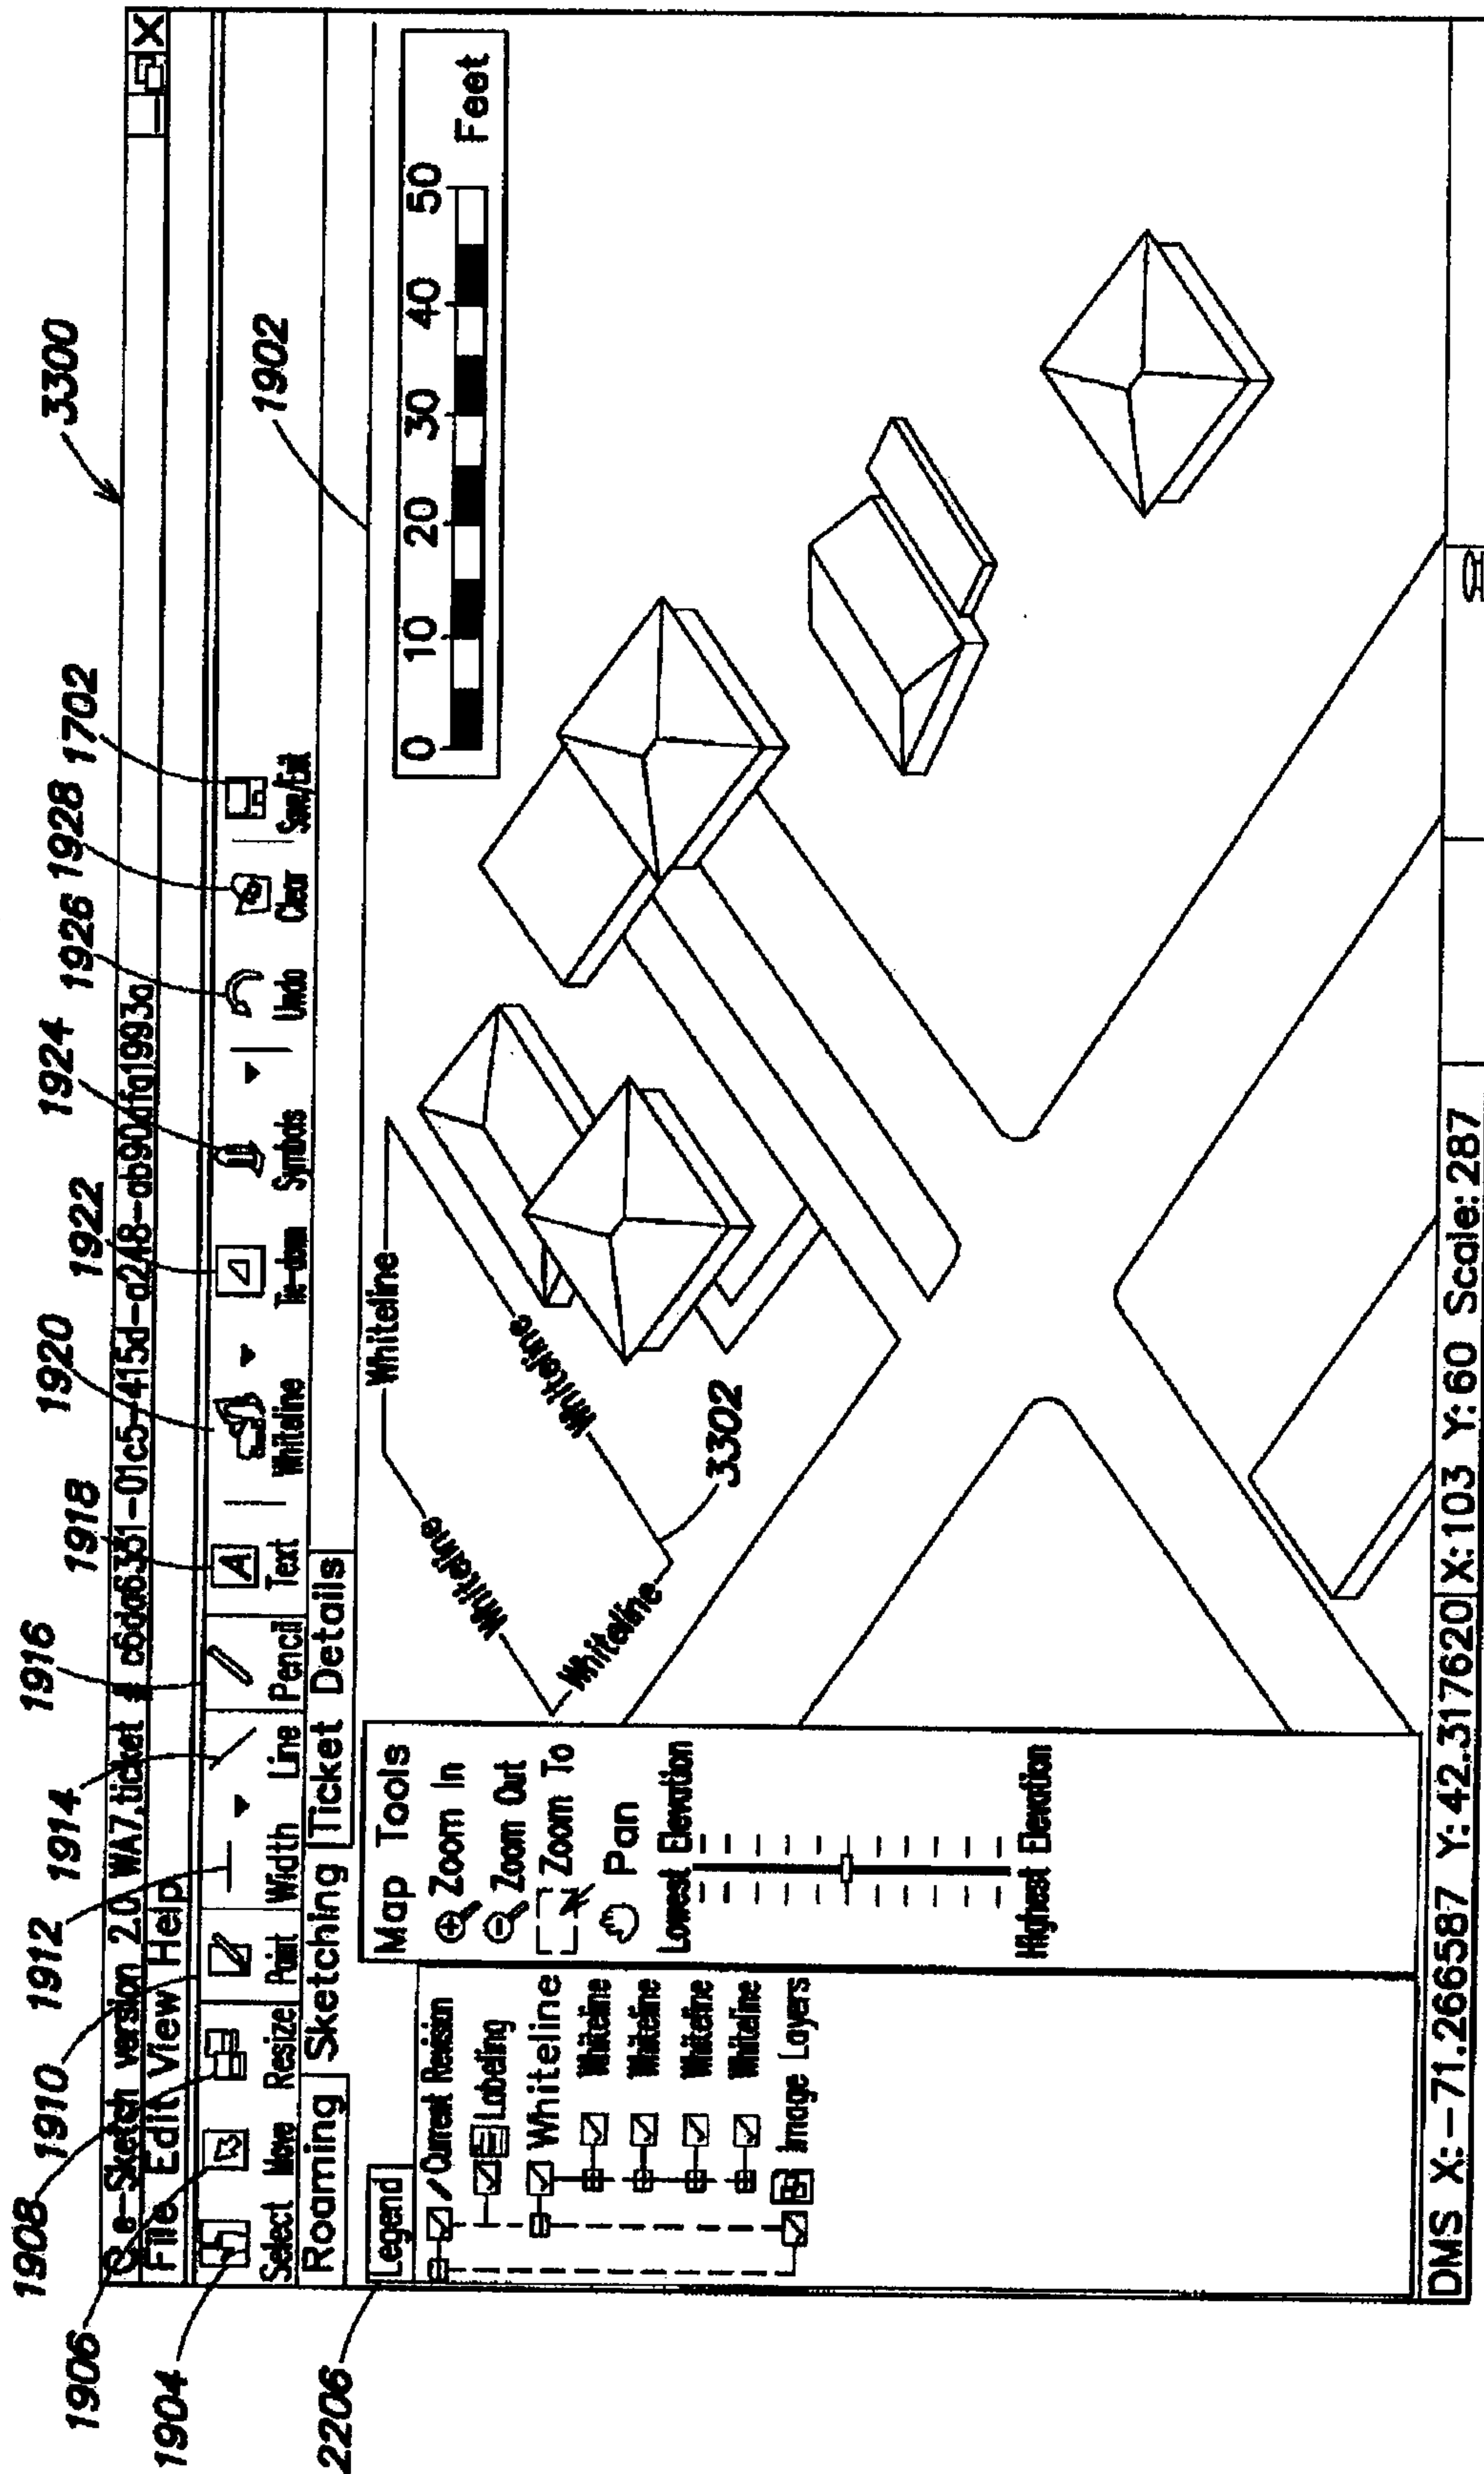 3300
1906 1908 1910 1912 1914 1916 1918 1920 1922 1924 1926 1928 1702
1904
e-Sketch version 2.0 WA7.ticket # c6da6331-01c5-415d-a248-ab90dfa1993a
File Edit View Help
Select Move Resize Point Width Line Pencil Text Whiteline Tie-down Symbols Undo Clear Save/Exit
Roaming Sketching Ticket Details
1902
2206
Legend
Current Revision
Labeling
Whiteline
Whiteline
Whiteline
Whiteline
Whiteline
Image Layers
Map Tools
Zoom In
Zoom Out
Zoom To
Pan
Lowest Elevation
Highest Elevation
0 10 20 30 40 50
Feet
Whiteline
Whiteline
Whiteline
Whiteline
Whiteline
3302
DMS X:-71.266587 Y:42.317620 X:103 Y:60 Scale:287